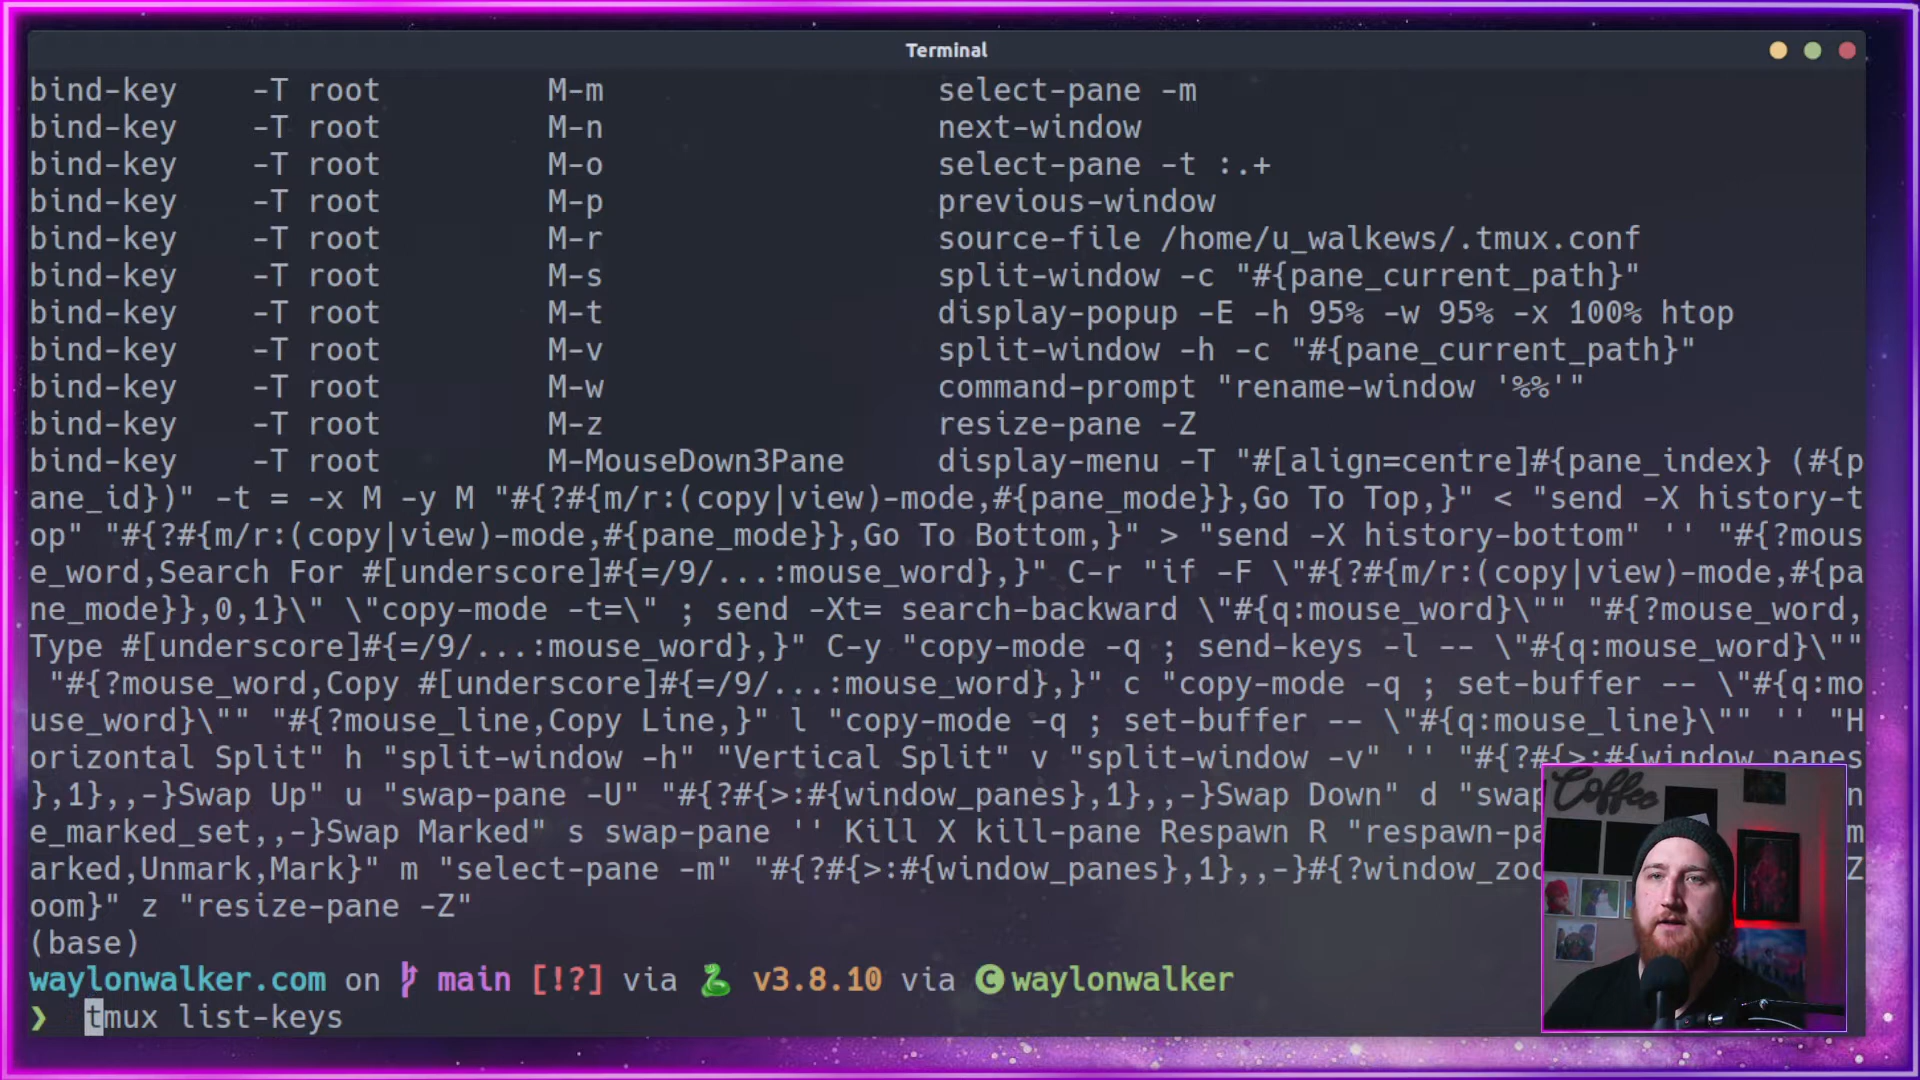 Terminal
bind-key    -T root         M-m                  select-pane -m
bind-key    -T root         M-n                  next-window
bind-key    -T root         M-o                  select-pane -t :.+
bind-key    -T root         M-p                  previous-window
bind-key    -T root         M-r                  source-file /home/u_walkews/.tmux.conf
bind-key    -T root         M-s                  split-window -c "#{pane_current_path}"
bind-key    -T root         M-t                  display-popup -E -h 95% -w 95% -x 100% htop
bind-key    -T root         M-v                  split-window -h -c "#{pane_current_path}"
bind-key    -T root         M-w                  command-prompt "rename-window '%%'"
bind-key    -T root         M-z                  resize-pane -Z
bind-key    -T root         M-MouseDown3Pane     display-menu -T "#[align=centre]#{pane_index} (#{p
ane_id})" -t = -x M -y M "#{?#{m/r:(copy|view)-mode,#{pane_mode}},Go To Top,}" < "send -X history-t
op" "#{?#{m/r:(copy|view)-mode,#{pane_mode}},Go To Bottom,}" > "send -X history-bottom" '' "#{?mous
e_word,Search For #[underscore]#{=/9/...:mouse_word},}" C-r "if -F \"#{?#{m/r:(copy|view)-mode,#{pa
ne_mode}},0,1}\" \"copy-mode -t=\" ; send -Xt= search-backward \"#{q:mouse_word}\"" "#{?mouse_word,
Type #[underscore]#{=/9/...:mouse_word},}" C-y "copy-mode -q ; send-keys -l -- \"#{q:mouse_word}\""
 "#{?mouse_word,Copy #[underscore]#{=/9/...:mouse_word},}" c "copy-mode -q ; set-buffer -- \"#{q:mo
use_word}\"" "#{?mouse_line,Copy Line,}" l "copy-mode -q ; set-buffer -- \"#{q:mouse_line}\"" '' "H
orizontal Split" h "split-window -h" "Vertical Split" v "split-window -v" '' "#{?#{>:#{window_panes
},1},,-}Swap Up" u "swap-pane -U" "#{?#{>:#{window_panes},1},,-}Swap Down" d "swap n
e_marked_set,,-}Swap Marked" s swap-pane '' Kill X kill-pane Respawn R "respawn-pa m
arked,Unmark,Mark}" m "select-pane -m" "#{?#{>:#{window_panes},1},,-}#{?window_zoo Z
oom}" z "resize-pane -Z"
(base)
waylonwalker.com on main [!?] via v3.8.10 via C waylonwalker
❯ tmux list-keys
Coffee